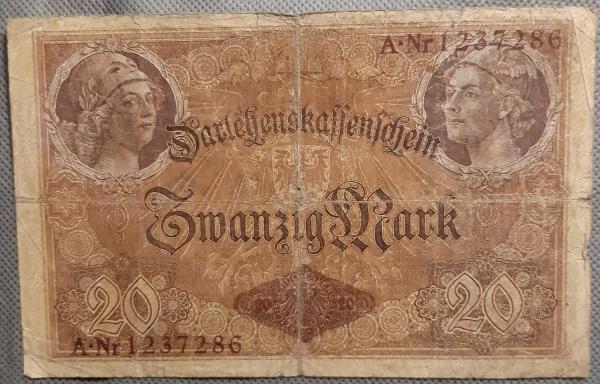 A·Nr 1237286
Darlehenskassenschein
Zwanzig Mark
20 20 20 20
A·Nr 1237286